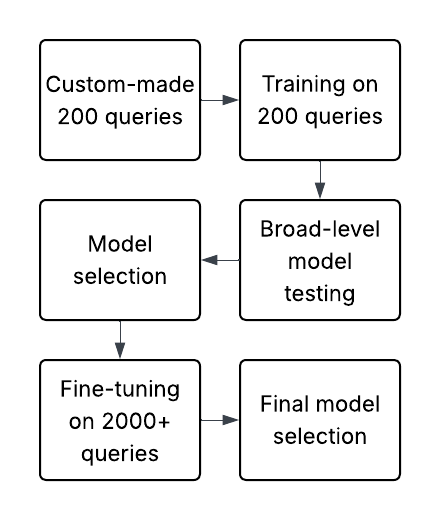 Custom-made
200 queries
Training on
200 queries
Broad-level
model
testing
Model
selection
Fine-tuning
on 2000+
queries
Final model
selection